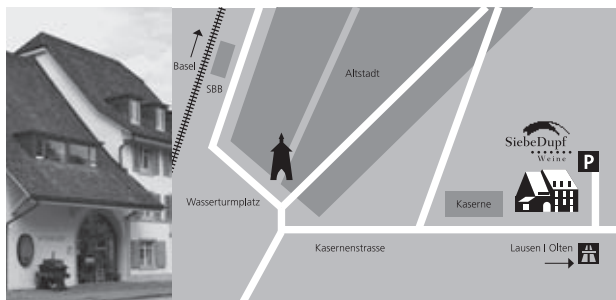 Basel
SBB
Altstadt
SiebeDupf
Weine
P
Wasserturmplatz
Kaserne
Kasernenstrasse
Lausen | Olten